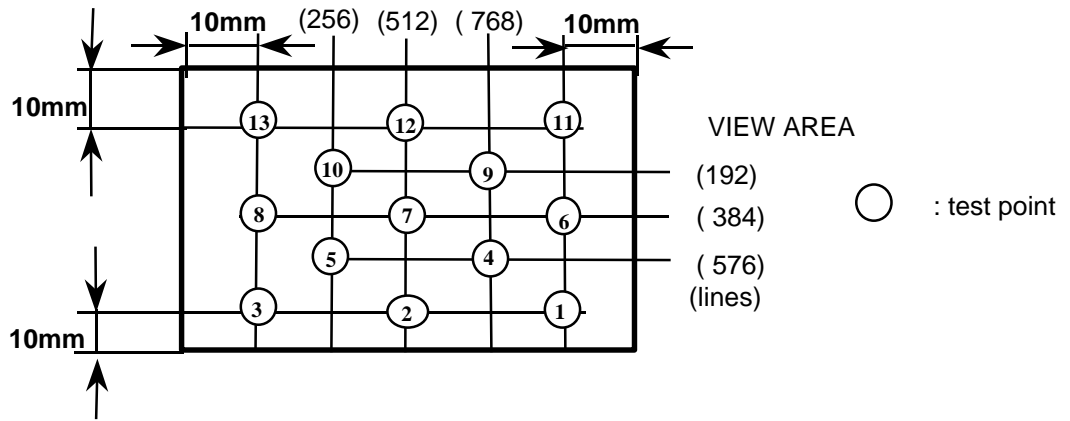 10mm (256) (512) ( 768) 10mm
10mm
13 12 11
VIEW AREA
10 9 (192)
8 7 6 ( 384) : test point
5 4 ( 576)
(lines)
3 2 1
10mm